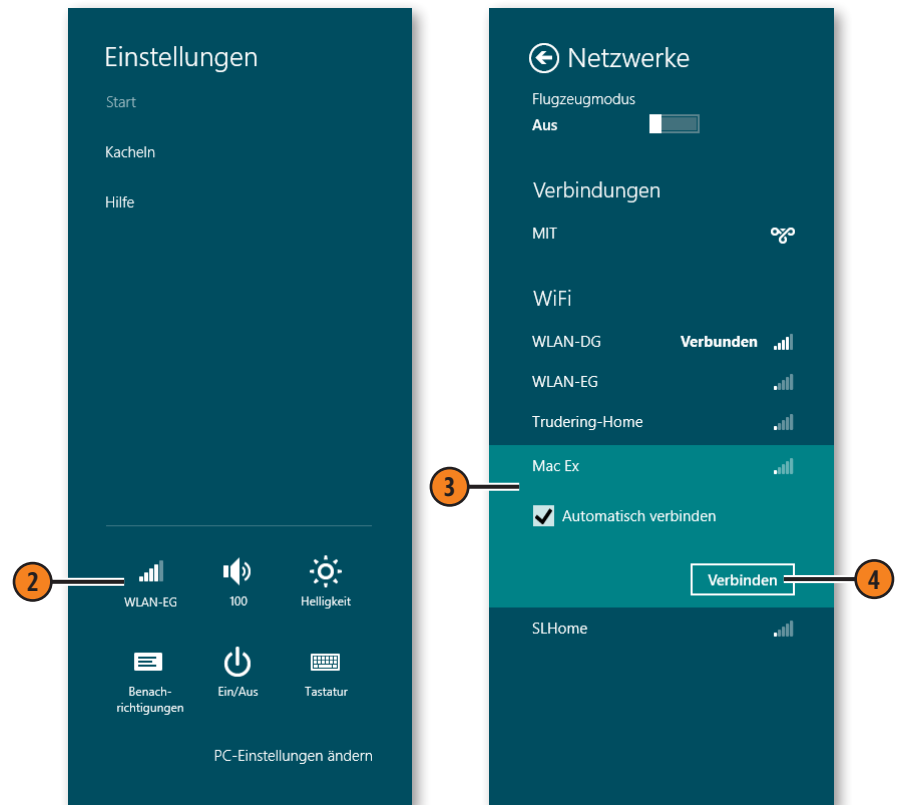 Einstellungen
Start
Kacheln
Hilfe
2
WLAN-EG
100
Helligkeit
Benach-
richtigungen
Ein/Aus
Tastatur
PC-Einstellungen ändern
Netzwerke
Flugzeugmodus
Aus
Verbindungen
MIT
WiFi
WLAN-DG Verbunden
WLAN-EG
Trudering-Home
Mac Ex
3
Automatisch verbinden
Verbinden
4
SLHome